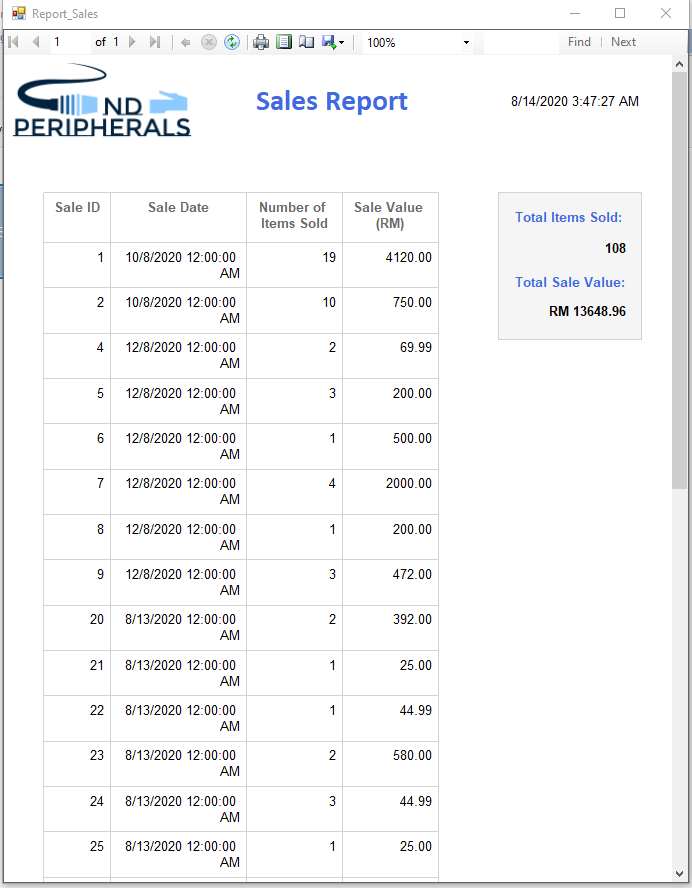 Report_Sales
1 of 1 100% Find | Next
ND
PERIPHERALS
Sales Report
8/14/2020 3:47:27 AM
Sale ID Sale Date Number of Items Sold Sale Value (RM)
1 10/8/2020 12:00:00 AM 19 4120.00
2 10/8/2020 12:00:00 AM 10 750.00
4 12/8/2020 12:00:00 AM 2 69.99
5 12/8/2020 12:00:00 AM 3 200.00
6 12/8/2020 12:00:00 AM 1 500.00
7 12/8/2020 12:00:00 AM 4 2000.00
8 12/8/2020 12:00:00 AM 1 200.00
9 12/8/2020 12:00:00 AM 3 472.00
20 8/13/2020 12:00:00 AM 2 392.00
21 8/13/2020 12:00:00 AM 1 25.00
22 8/13/2020 12:00:00 AM 1 44.99
23 8/13/2020 12:00:00 AM 2 580.00
24 8/13/2020 12:00:00 AM 3 44.99
25 8/13/2020 12:00:00 AM 1 25.00
Total Items Sold:
108
Total Sale Value:
RM 13648.96